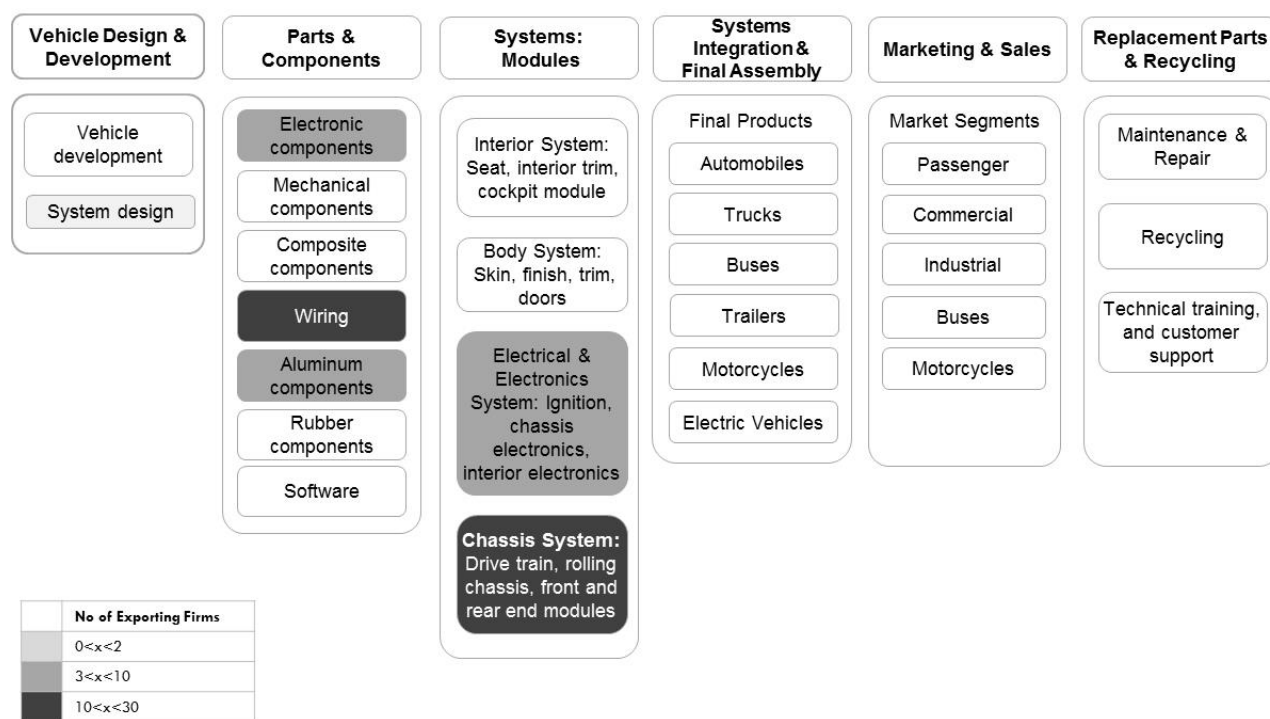 Vehicle Design &
Development
Parts &
Components
Systems:
Modules
Systems
Integration &
Final Assembly
Marketing & Sales
Replacement Parts
& Recycling
Vehicle
development
System design
Electronic
components
Mechanical
components
Composite
components
Wiring
Aluminum
components
Rubber
components
Software
Interior System:
Seat, interior trim,
cockpit module
Body System:
Skin, finish, trim,
doors
Electrical &
Electronics
System: Ignition,
chassis
electronics,
interior electronics
Chassis System:
Drive train, rolling
chassis, front and
rear end modules
Final Products
Automobiles
Trucks
Buses
Trailers
Motorcycles
Electric Vehicles
Market Segments
Passenger
Commercial
Industrial
Buses
Motorcycles
Maintenance &
Repair
Recycling
Technical training,
and customer
support
No of Exporting Firms
0<x<2
3<x<10
10<x<30